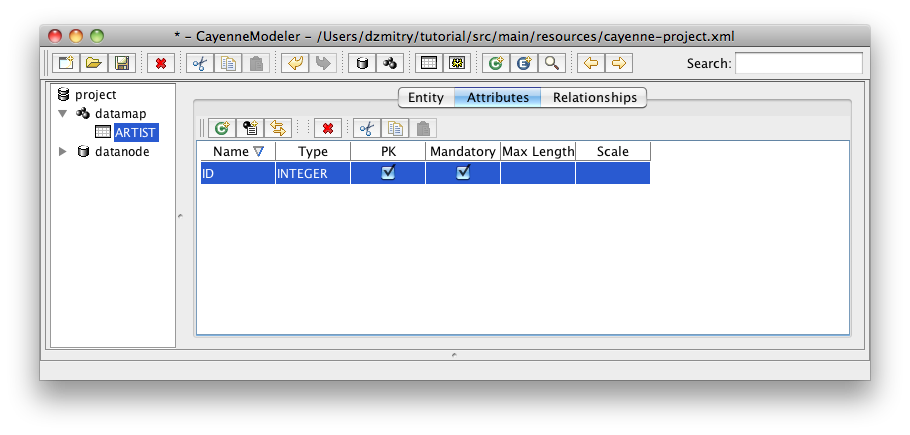 * - CayenneModeler - /Users/dzmitry/tutorial/src/main/resources/cayenne-project.xml
Search:
project
datamap
ARTIST
datanode
Entity Attributes Relationships
Name Type PK Mandatory Max Length Scale
ID INTEGER